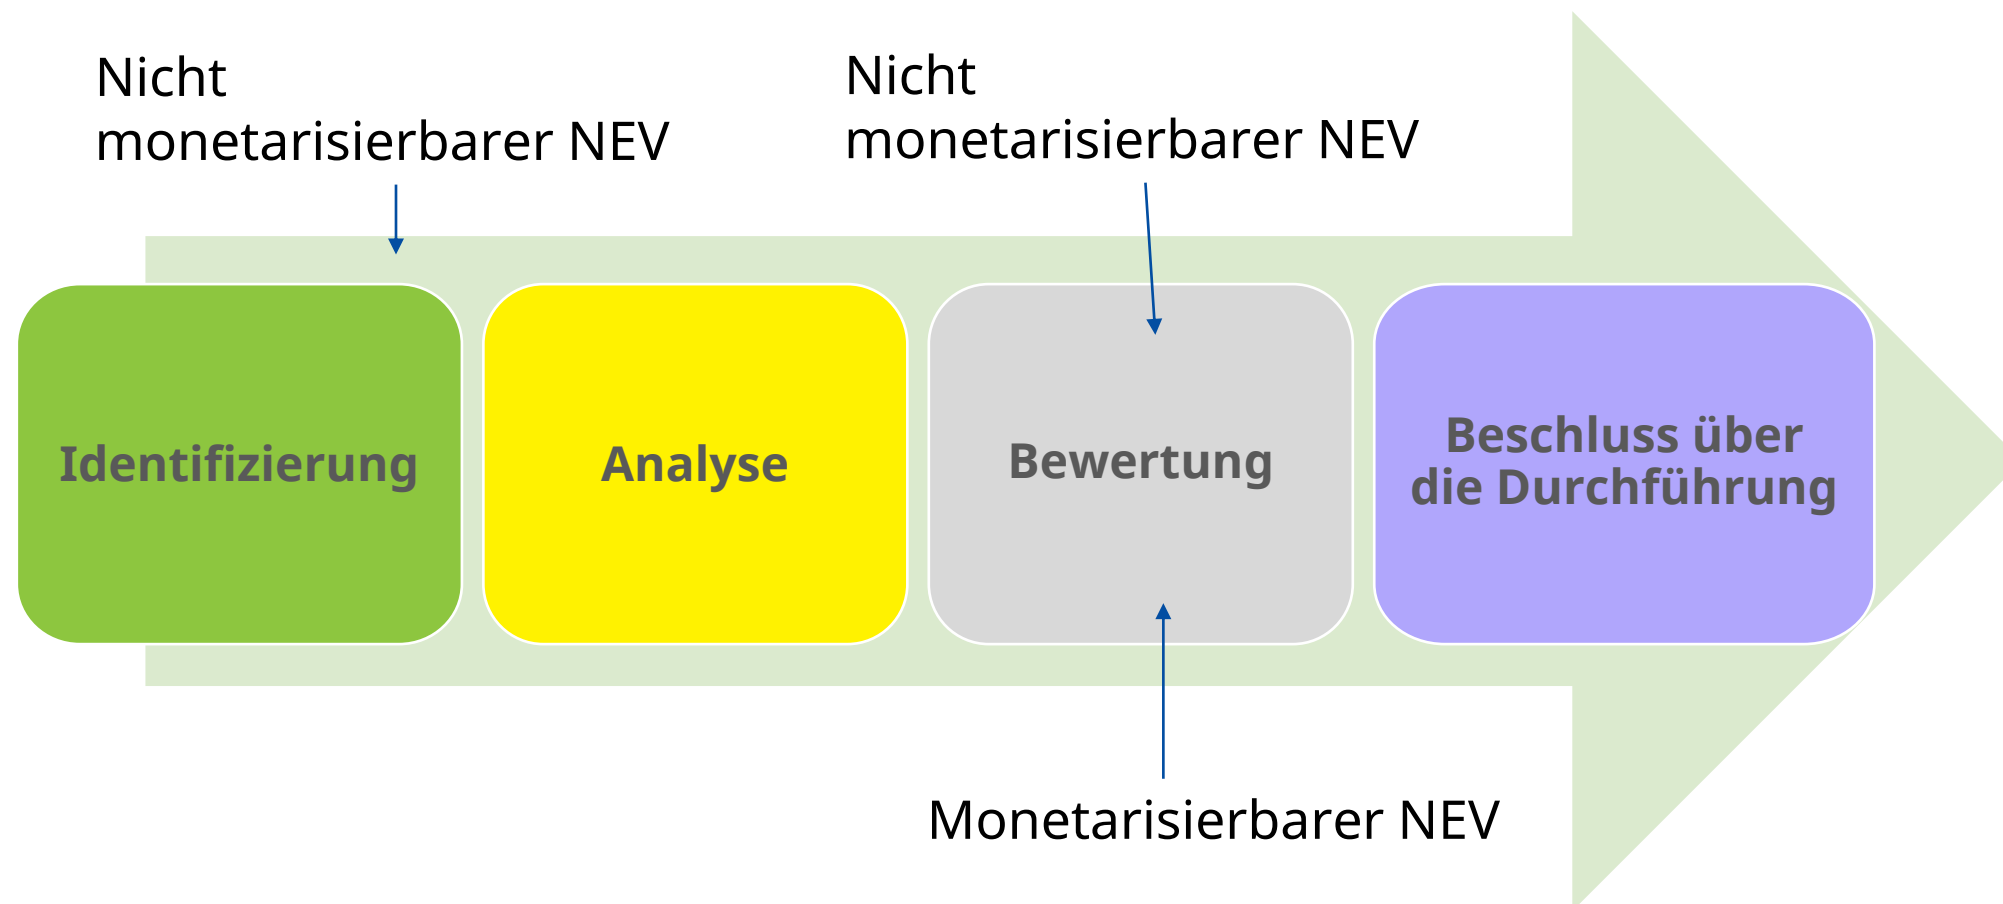 Nicht
monetarisierbarer NEV
Nicht
monetarisierbarer NEV
Identifizierung
Analyse
Bewertung
Beschluss über
die Durchführung
Monetarisierbarer NEV